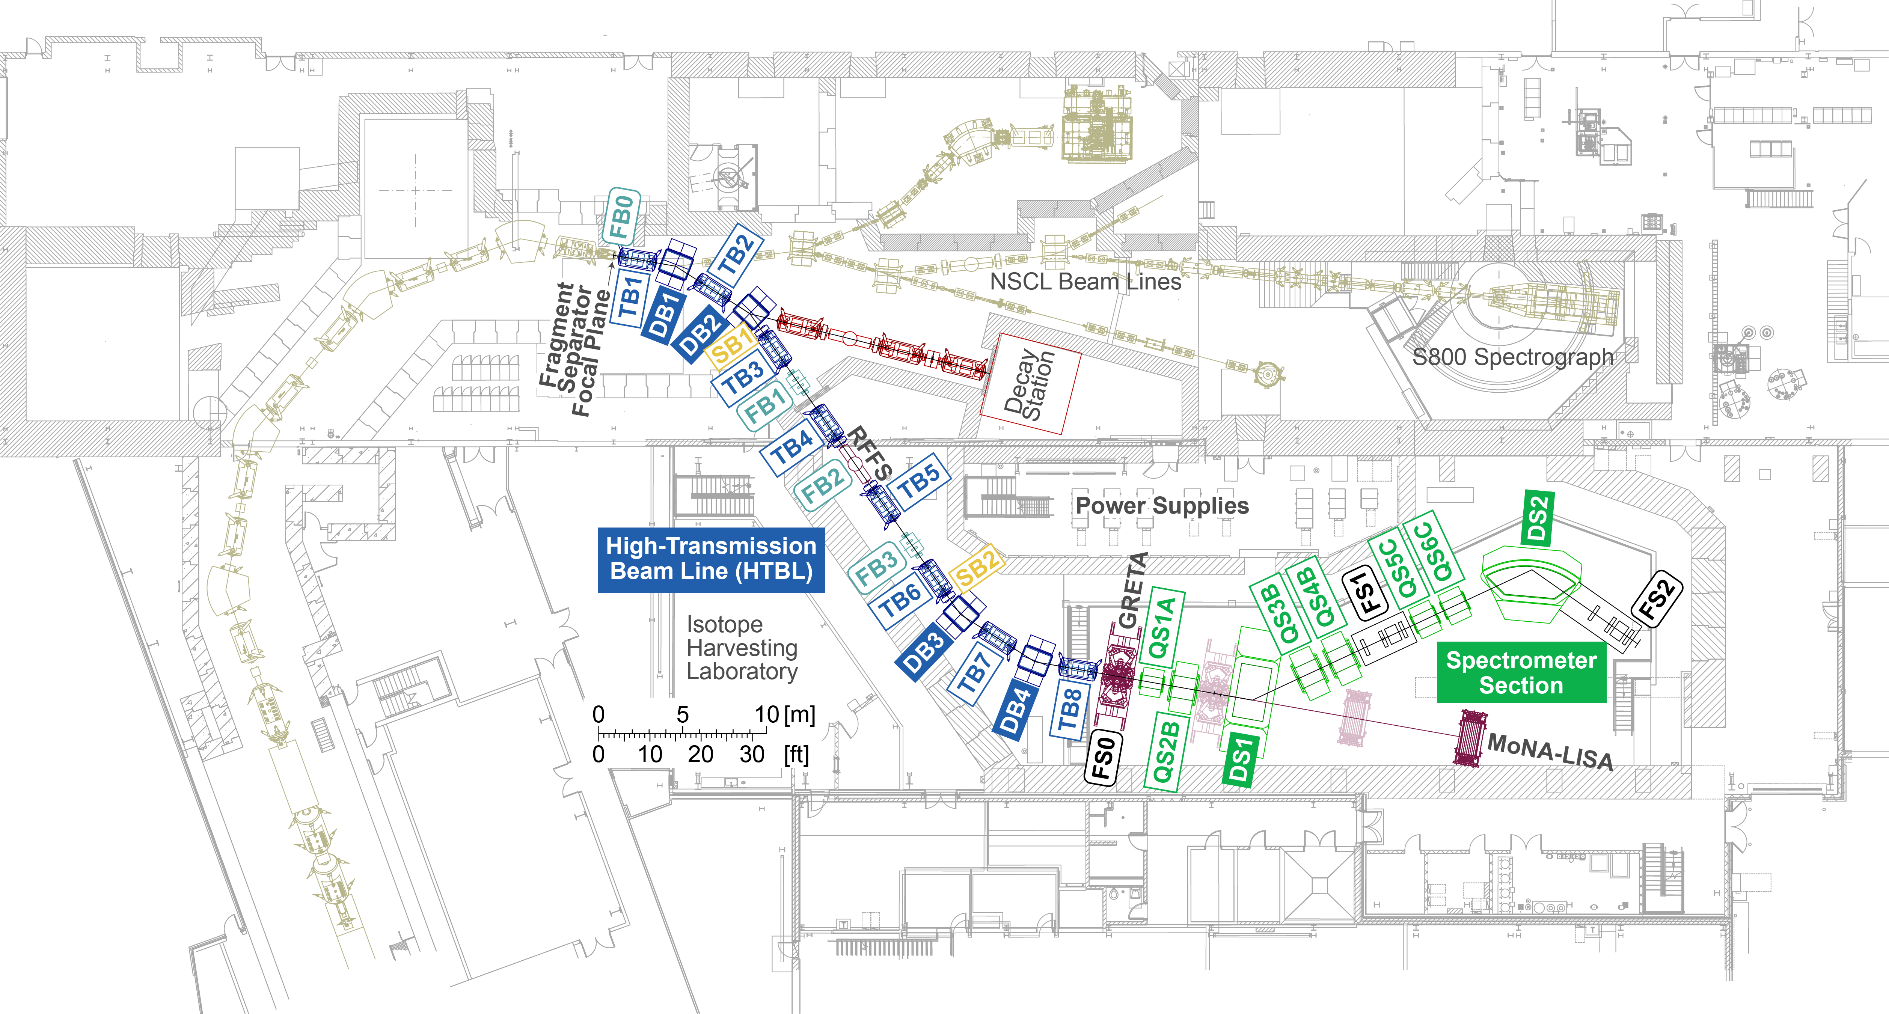 FB0
TB1
DB1
TB2
DB2
SB1
TB3
FB1
TB4
FB2
RFFS
TB5
FB3
TB6
SB2
DB3
TB7
DB4
TB8
Fragment
Separator
Focal Plane
NSCL Beam Lines
S800 Spectrograph
Decay
Station
Power Supplies
High-Transmission
Beam Line (HTBL)
Isotope
Harvesting
Laboratory
0 5 10 [m]
0 10 20 30 [ft]
GRETA
FS0
QS1A
QS2B
DS1
QS3B
QS4B
FS1
QS5C
QS6C
DS2
FS2
Spectrometer
Section
MoNA-LISA